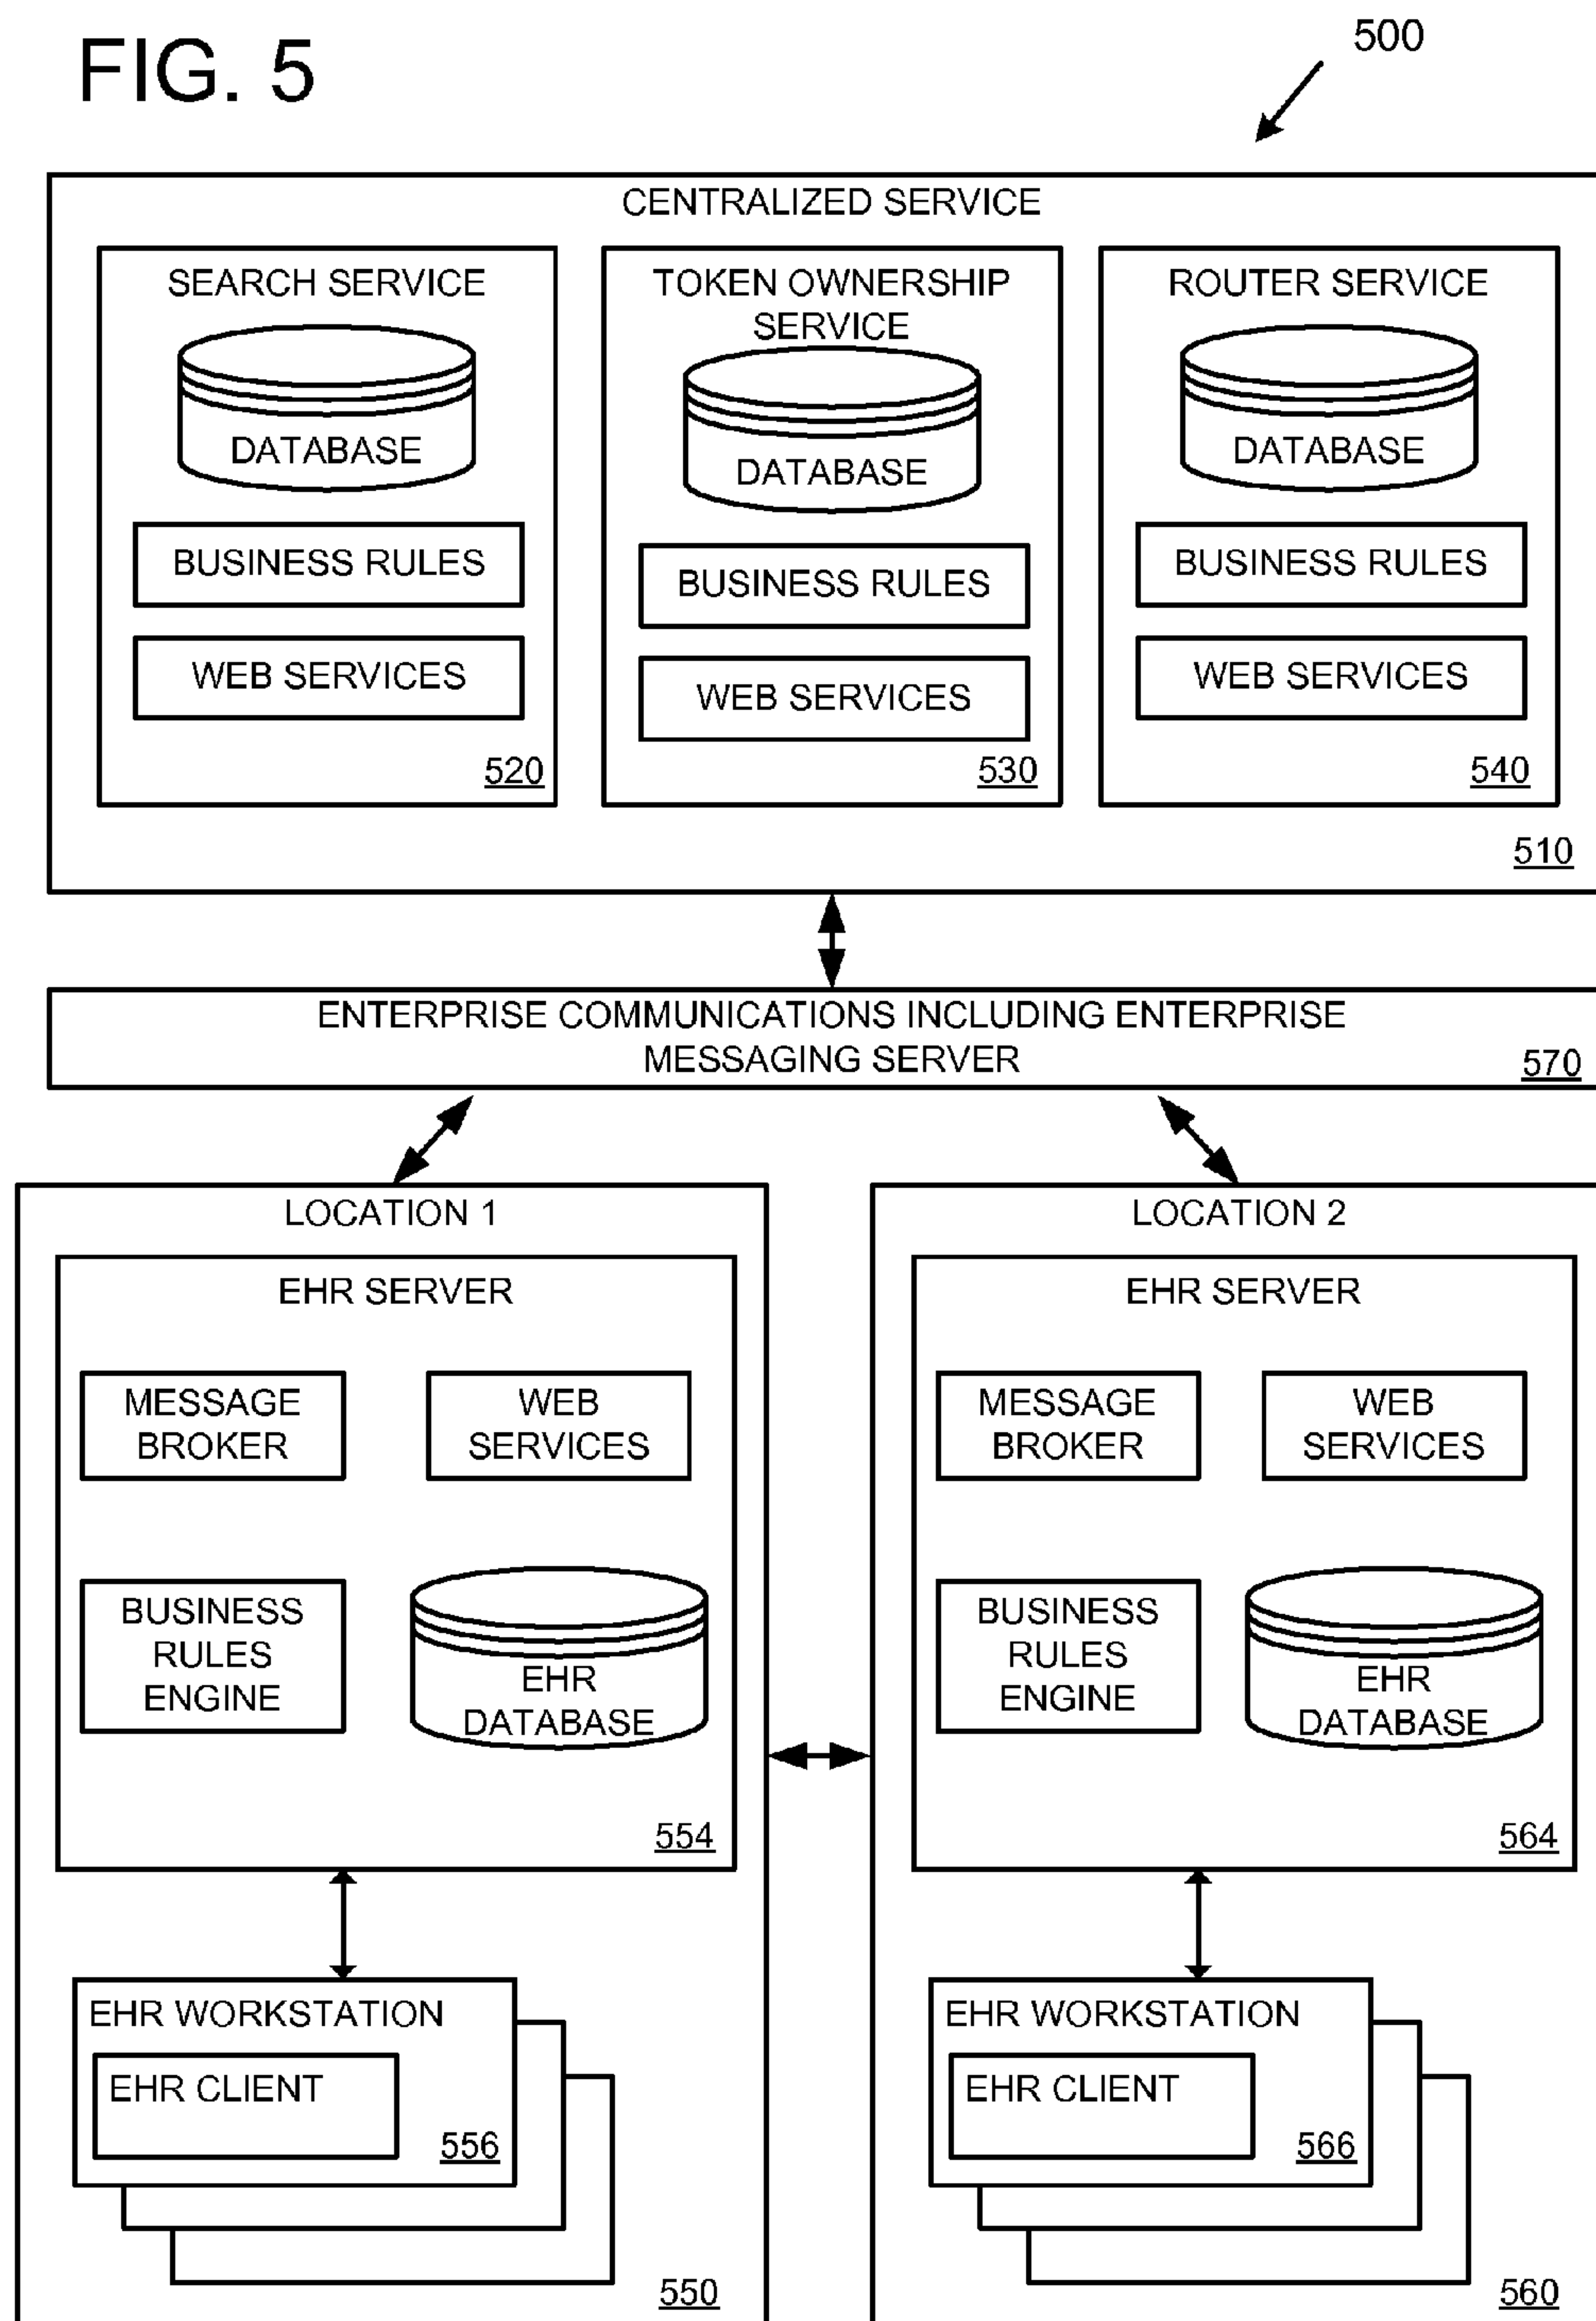 FIG. 5
500
CENTRALIZED SERVICE
SEARCH SERVICE
DATABASE
BUSINESS RULES
WEB SERVICES
520
TOKEN OWNERSHIP
SERVICE
DATABASE
BUSINESS RULES
WEB SERVICES
530
ROUTER SERVICE
DATABASE
BUSINESS RULES
WEB SERVICES
540
510
ENTERPRISE COMMUNICATIONS INCLUDING ENTERPRISE
MESSAGING SERVER
570
LOCATION 1
EHR SERVER
MESSAGE
BROKER
WEB
SERVICES
BUSINESS
RULES
ENGINE
EHR
DATABASE
554
EHR WORKSTATION
EHR CLIENT
556
550
LOCATION 2
EHR SERVER
MESSAGE
BROKER
WEB
SERVICES
BUSINESS
RULES
ENGINE
EHR
DATABASE
564
EHR WORKSTATION
EHR CLIENT
566
560